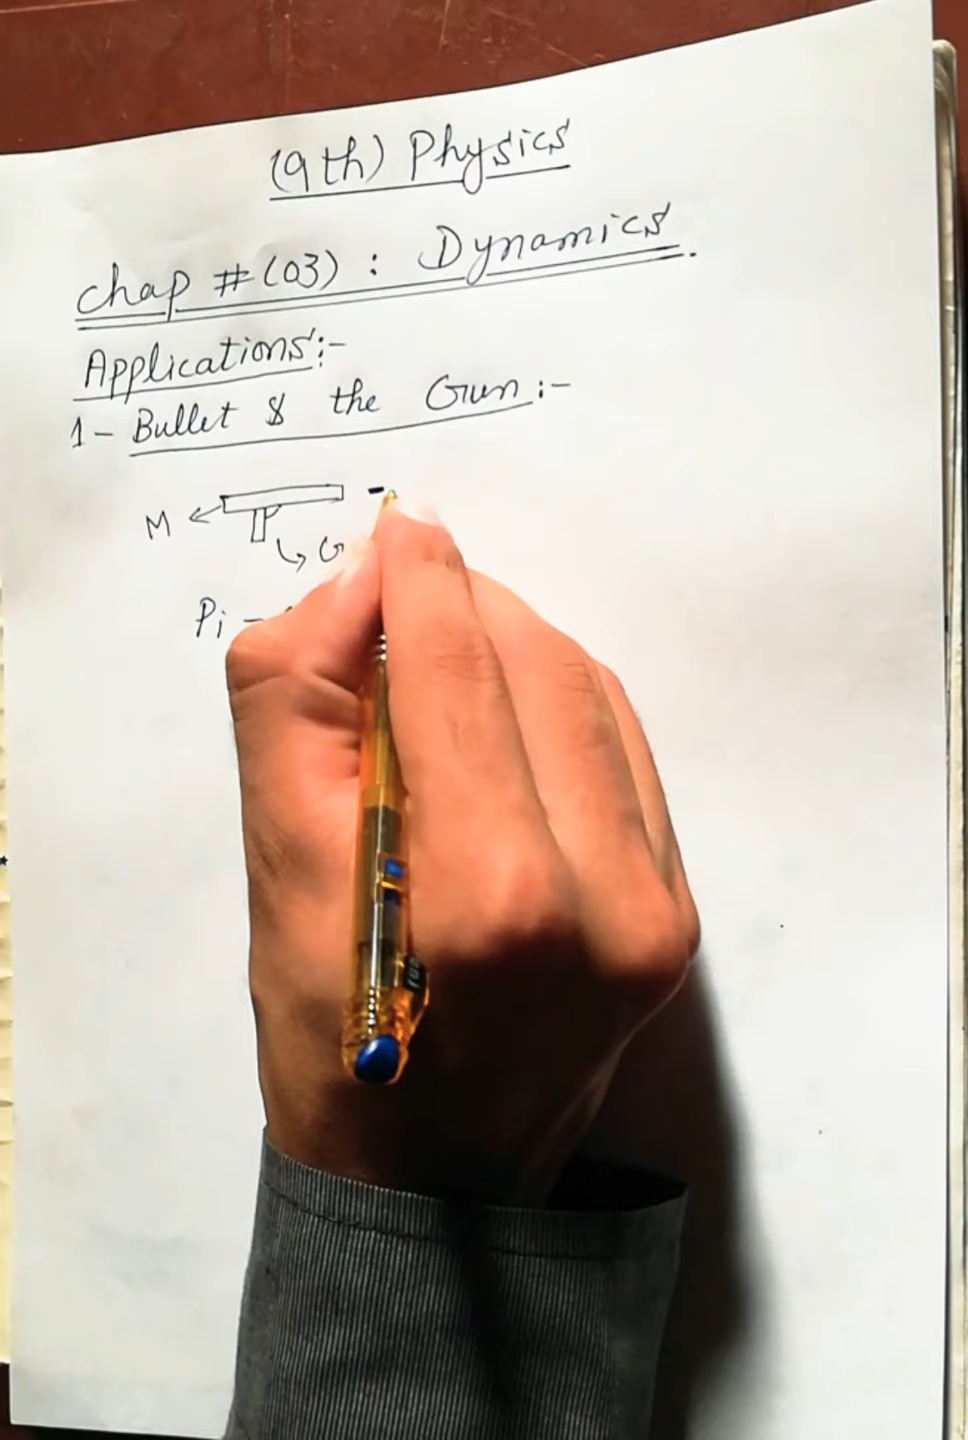 (9th) Physics
Chap #(03) : Dynamics.
Applications:-
1- Bullet & the Gun:-
M
G
Pi -